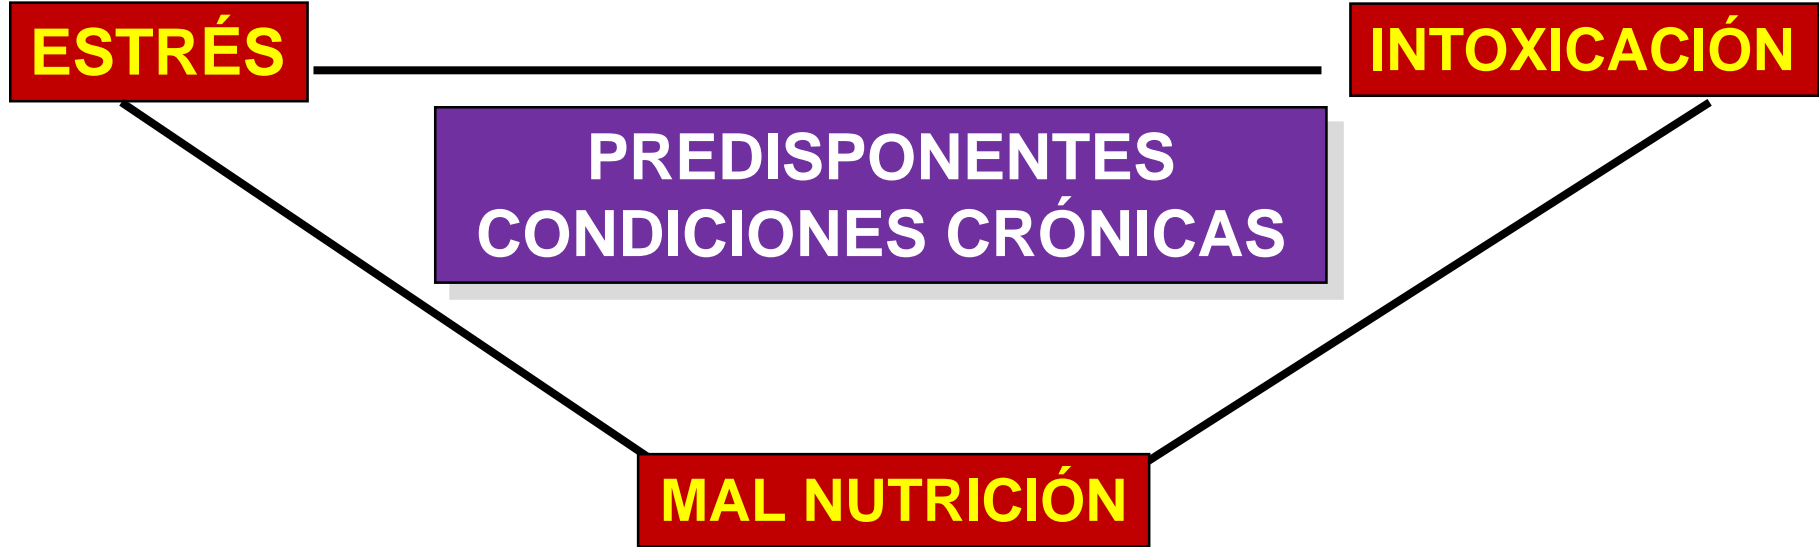 ESTRÉS
INTOXICACIÓN
PREDISPONENTES
CONDICIONES CRÓNICAS
MAL NUTRICIÓN